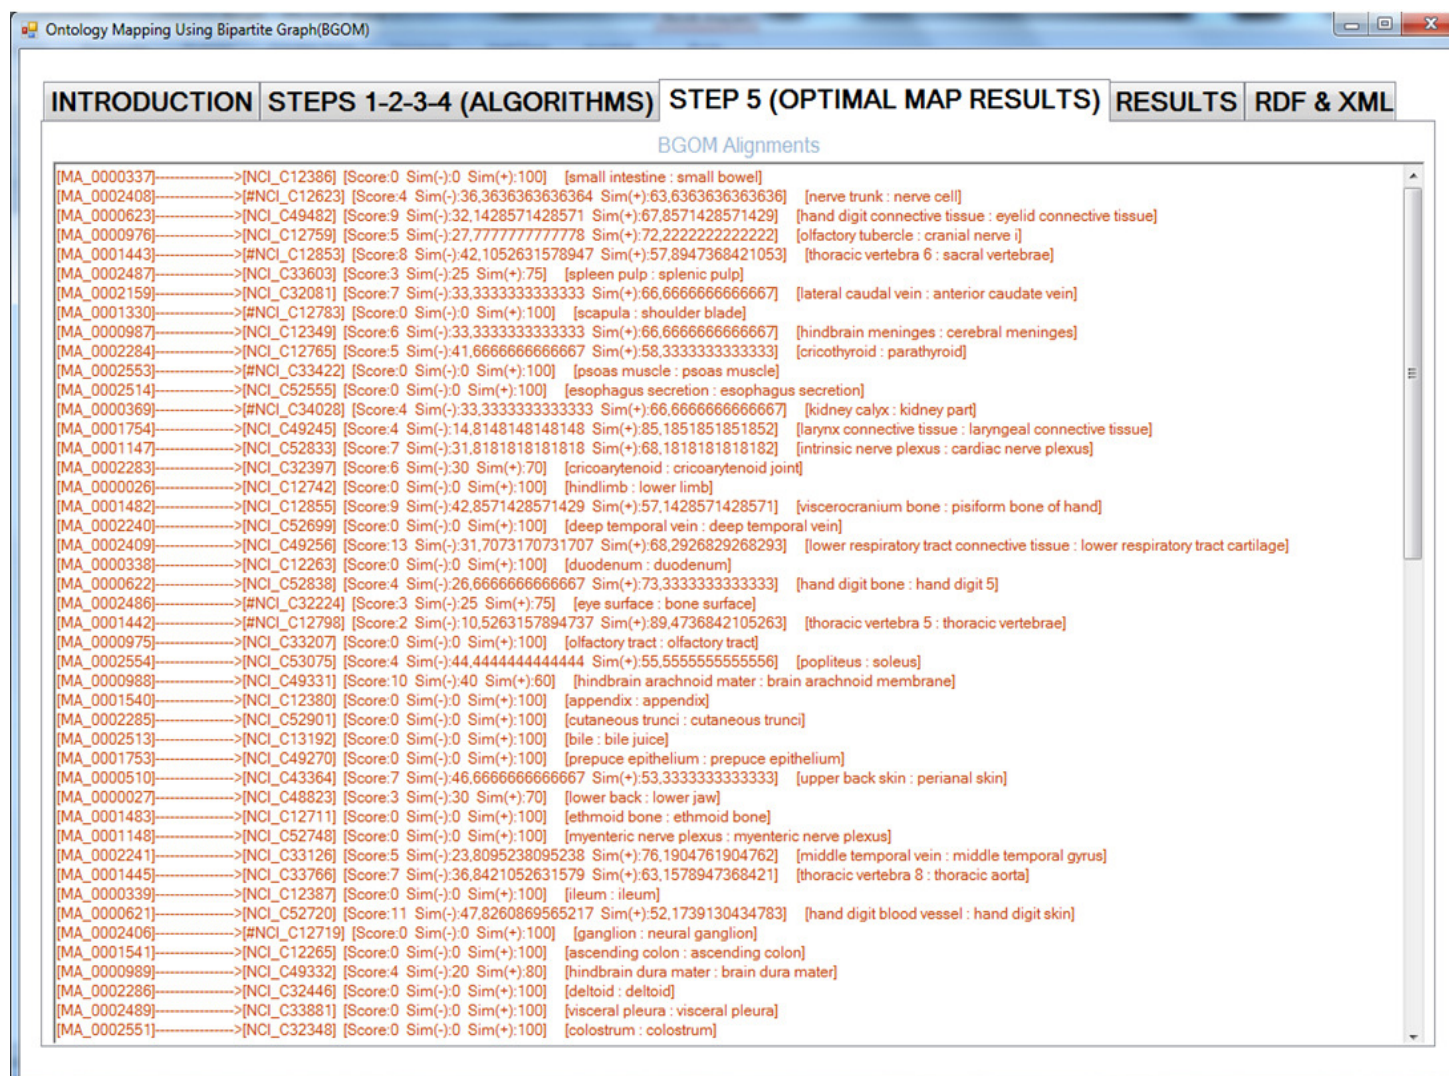 Ontology Mapping Using Bipartite Graph(BGOM)
INTRODUCTION STEPS 1-2-3-4 (ALGORITHMS) STEP 5 (OPTIMAL MAP RESULTS) RESULTS RDF & XML
BGOM Alignments
[MA_0000337]---------------->[NCI_C12386] [Score:0 Sim(-):0 Sim(+):100] [small intestine : small bowel]
[MA_0002408]---------------->[#NCI_C12623] [Score:4 Sim(-):36,3636363636364 Sim(+):63,6363636363636] [nerve trunk : nerve cell]
[MA_0000623]---------------->[NCI_C49482] [Score:9 Sim(-):32,1428571428571 Sim(+):67,8571428571429] [hand digit connective tissue : eyelid connective tissue]
[MA_0000976]---------------->[NCI_C12759] [Score:5 Sim(-):27,7777777777778 Sim(+):72,2222222222222] [olfactory tubercle : cranial nerve i]
[MA_0001443]---------------->[#NCI_C12853] [Score:8 Sim(-):42,1052631578947 Sim(+):57,8947368421053] [thoracic vertebra 6 : sacral vertebrae]
[MA_0002487]---------------->[NCI_C33603] [Score:3 Sim(-):25 Sim(+):75] [spleen pulp : splenic pulp]
[MA_0002159]---------------->[NCI_C32081] [Score:7 Sim(-):33,3333333333333 Sim(+):66,6666666666667] [lateral caudal vein : anterior caudate vein]
[MA_0001330]---------------->[#NCI_C12783] [Score:0 Sim(-):0 Sim(+):100] [scapula : shoulder blade]
[MA_0000987]---------------->[NCI_C12349] [Score:6 Sim(-):33,3333333333333 Sim(+):66,6666666666667] [hindbrain meninges : cerebral meninges]
[MA_0002284]---------------->[NCI_C12765] [Score:5 Sim(-):41,6666666666667 Sim(+):58,3333333333333] [cricothyroid : parathyroid]
[MA_0002553]---------------->[#NCI_C33422] [Score:0 Sim(-):0 Sim(+):100] [psoas muscle : psoas muscle]
[MA_0002514]---------------->[NCI_C52555] [Score:0 Sim(-):0 Sim(+):100] [esophagus secretion : esophagus secretion]
[MA_0000369]---------------->[#NCI_C34028] [Score:4 Sim(-):33,3333333333333 Sim(+):66,6666666666667] [kidney calyx : kidney part]
[MA_0001754]---------------->[NCI_C49245] [Score:4 Sim(-):14,8148148148148 Sim(+):85,1851851851852] [larynx connective tissue : laryngeal connective tissue]
[MA_0001147]---------------->[NCI_C52833] [Score:7 Sim(-):31,8181818181818 Sim(+):68,1818181818182] [intrinsic nerve plexus : cardiac nerve plexus]
[MA_0002283]---------------->[NCI_C32397] [Score:6 Sim(-):30 Sim(+):70] [cricoarytenoid : cricoarytenoid joint]
[MA_0000026]---------------->[NCI_C12742] [Score:0 Sim(-):0 Sim(+):100] [hindlimb : lower limb]
[MA_0001482]---------------->[NCI_C12855] [Score:9 Sim(-):42,8571428571429 Sim(+):57,1428571428571] [viscerocranium bone : pisiform bone of hand]
[MA_0002240]---------------->[NCI_C52699] [Score:0 Sim(-):0 Sim(+):100] [deep temporal vein : deep temporal vein]
[MA_0002409]---------------->[NCI_C49256] [Score:13 Sim(-):31,7073170731707 Sim(+):68,2926829268293] [lower respiratory tract connective tissue : lower respiratory tract cartilage]
[MA_0000338]---------------->[NCI_C12263] [Score:0 Sim(-):0 Sim(+):100] [duodenum : duodenum]
[MA_0000622]---------------->[NCI_C52838] [Score:4 Sim(-):26,6666666666667 Sim(+):73,3333333333333] [hand digit bone : hand digit 5]
[MA_0002486]---------------->[#NCI_C32224] [Score:3 Sim(-):25 Sim(+):75] [eye surface : bone surface]
[MA_0001442]---------------->[#NCI_C12798] [Score:2 Sim(-):10,5263157894737 Sim(+):89,4736842105263] [thoracic vertebra 5 : thoracic vertebrae]
[MA_0000975]---------------->[NCI_C33207] [Score:0 Sim(-):0 Sim(+):100] [olfactory tract : olfactory tract]
[MA_0002554]---------------->[NCI_C53075] [Score:4 Sim(-):44,4444444444444 Sim(+):55,5555555555556] [popliteus : soleus]
[MA_0000988]---------------->[NCI_C49331] [Score:10 Sim(-):40 Sim(+):60] [hindbrain arachnoid mater : brain arachnoid membrane]
[MA_0001540]---------------->[NCI_C12380] [Score:0 Sim(-):0 Sim(+):100] [appendix : appendix]
[MA_0002285]---------------->[NCI_C52901] [Score:0 Sim(-):0 Sim(+):100] [cutaneous trunci : cutaneous trunci]
[MA_0002513]---------------->[NCI_C13192] [Score:0 Sim(-):0 Sim(+):100] [bile : bile juice]
[MA_0001753]---------------->[NCI_C49270] [Score:0 Sim(-):0 Sim(+):100] [prepuce epithelium : prepuce epithelium]
[MA_0000510]---------------->[NCI_C43364] [Score:7 Sim(-):46,6666666666667 Sim(+):53,3333333333333] [upper back skin : perianal skin]
[MA_0000027]---------------->[NCI_C48823] [Score:3 Sim(-):30 Sim(+):70] [lower back : lower jaw]
[MA_0001483]---------------->[NCI_C12711] [Score:0 Sim(-):0 Sim(+):100] [ethmoid bone : ethmoid bone]
[MA_0001148]---------------->[NCI_C52748] [Score:0 Sim(-):0 Sim(+):100] [myenteric nerve plexus : myenteric nerve plexus]
[MA_0002241]---------------->[NCI_C33126] [Score:5 Sim(-):23,8095238095238 Sim(+):76,1904761904762] [middle temporal vein : middle temporal gyrus]
[MA_0001445]---------------->[NCI_C33766] [Score:7 Sim(-):36,8421052631579 Sim(+):63,1578947368421] [thoracic vertebra 8 : thoracic aorta]
[MA_0000339]---------------->[NCI_C12387] [Score:0 Sim(-):0 Sim(+):100] [ileum : ileum]
[MA_0000621]---------------->[NCI_C52720] [Score:11 Sim(-):47,8260869565217 Sim(+):52,1739130434783] [hand digit blood vessel : hand digit skin]
[MA_0002406]---------------->[#NCI_C12719] [Score:0 Sim(-):0 Sim(+):100] [ganglion : neural ganglion]
[MA_0001541]---------------->[NCI_C12265] [Score:0 Sim(-):0 Sim(+):100] [ascending colon : ascending colon]
[MA_0000989]---------------->[NCI_C49332] [Score:4 Sim(-):20 Sim(+):80] [hindbrain dura mater : brain dura mater]
[MA_0002286]---------------->[NCI_C32446] [Score:0 Sim(-):0 Sim(+):100] [deltoid : deltoid]
[MA_0002489]---------------->[NCI_C33881] [Score:0 Sim(-):0 Sim(+):100] [visceral pleura : visceral pleura]
[MA_0002551]---------------->[NCI_C32348] [Score:0 Sim(-):0 Sim(+):100] [colostrum : colostrum]